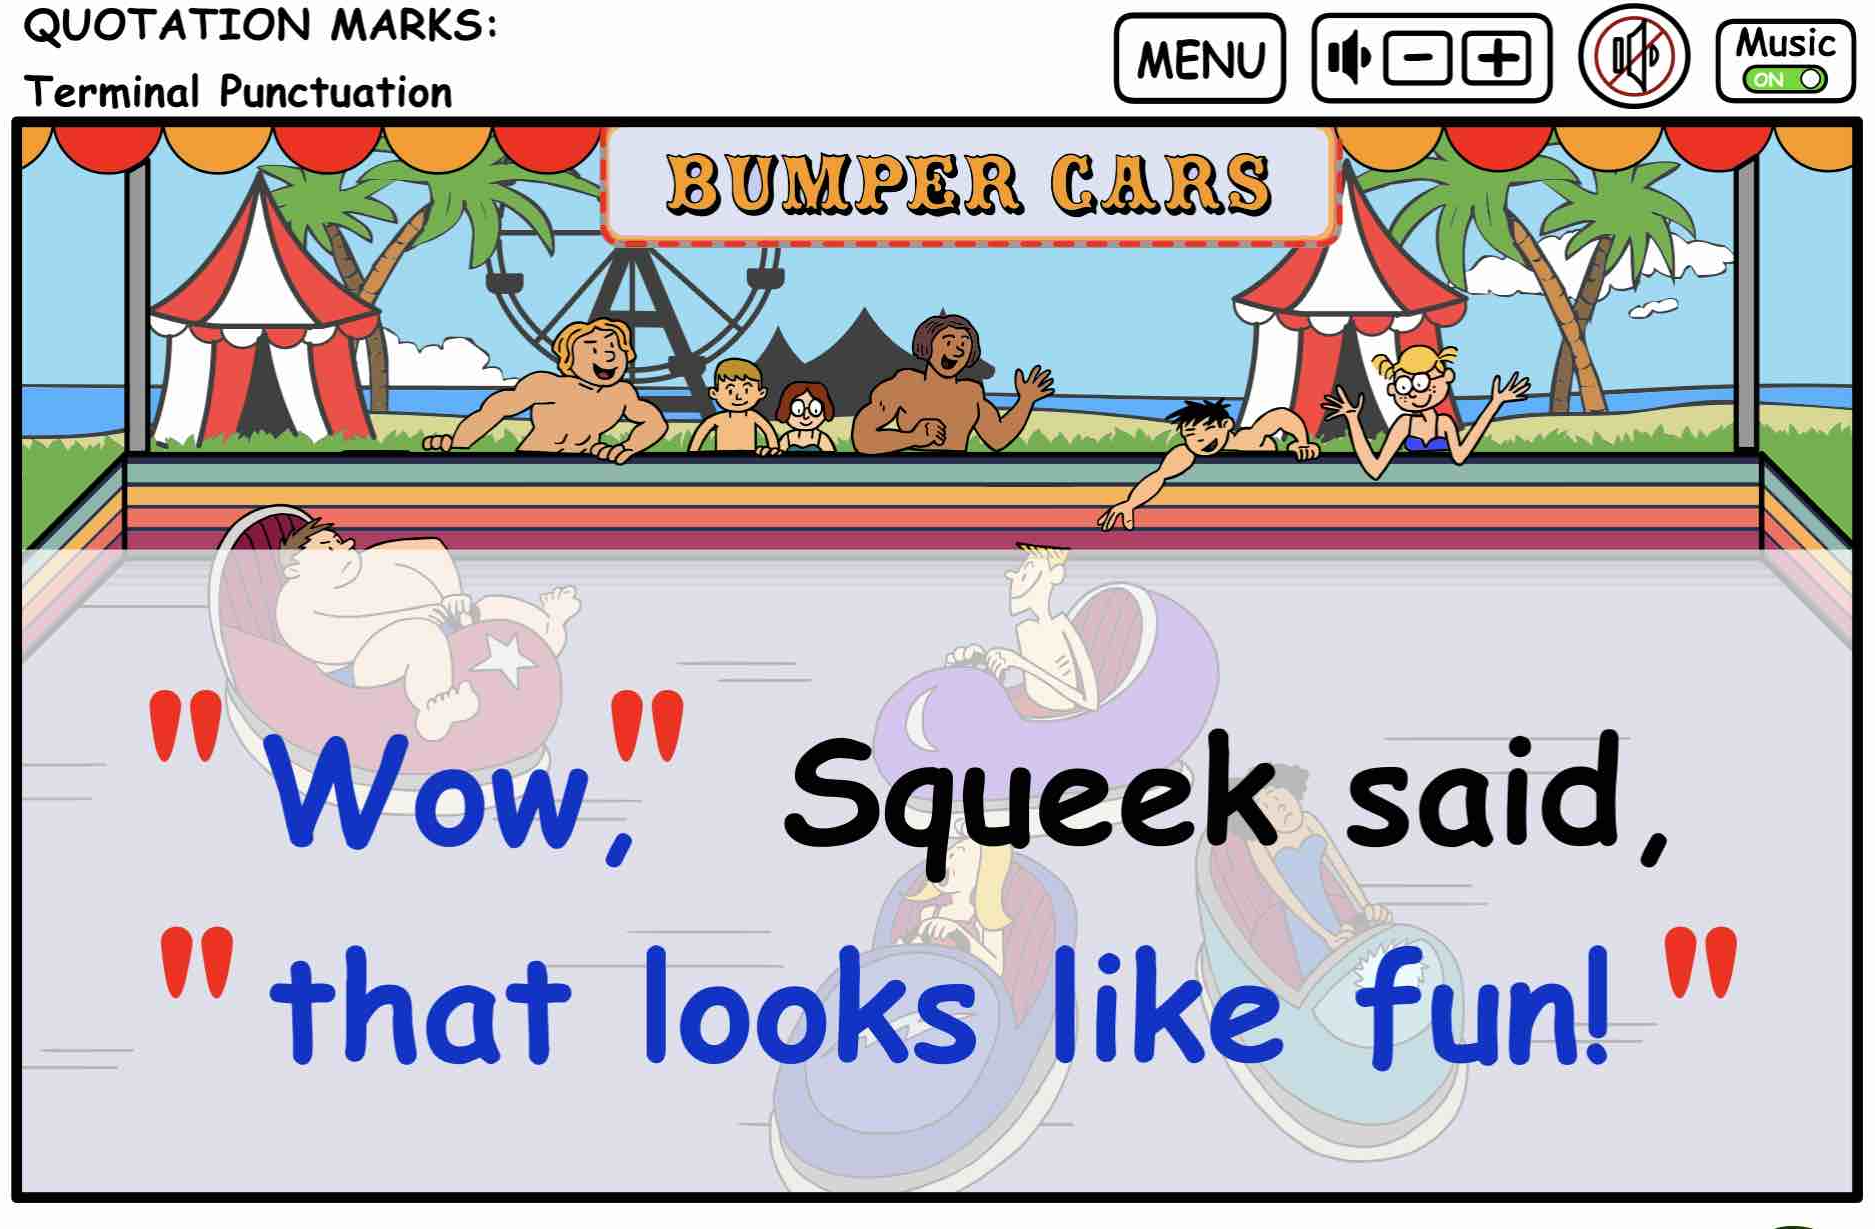 QUOTATION MARKS:
Terminal Punctuation
MENU
Music
ON
BUMPER CARS
"Wow," Squeek said,
"that looks like fun!"